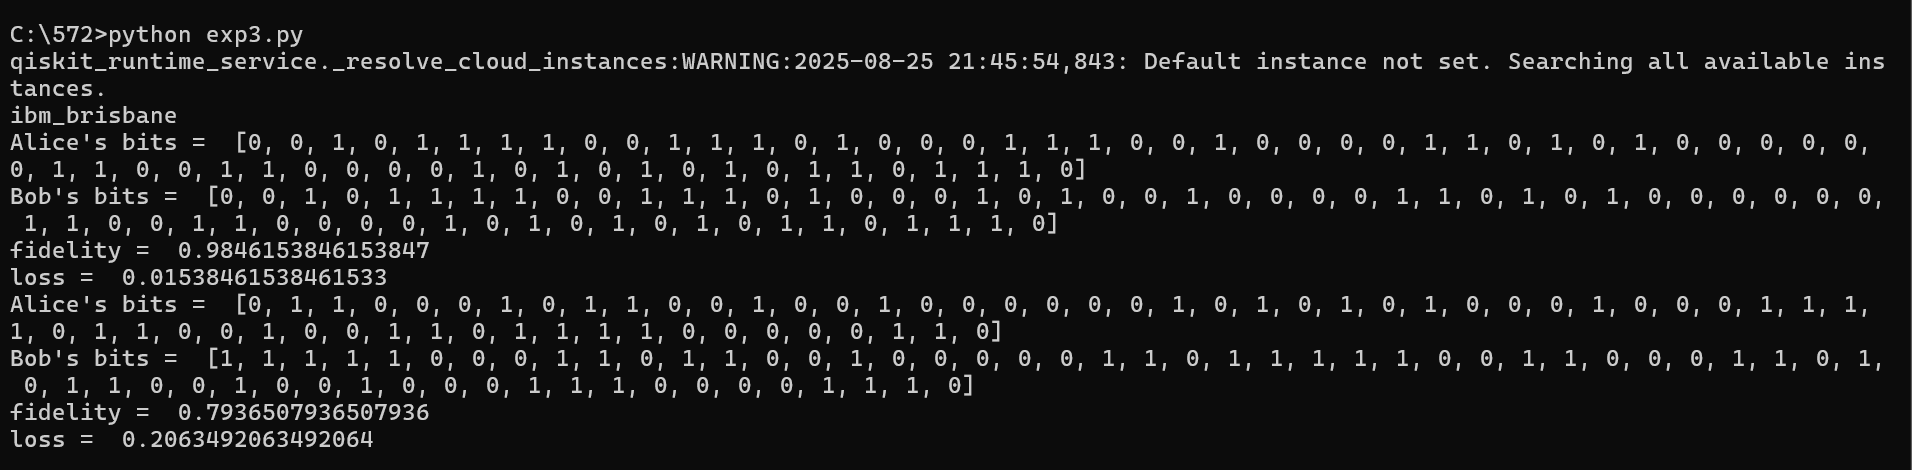 C:\572>python exp3.py
qiskit_runtime_service._resolve_cloud_instances:WARNING:2025-08-25 21:45:54,843: Default instance not set. Searching all available ins
tances.
ibm_brisbane
Alice's bits =  [0, 0, 1, 0, 1, 1, 1, 1, 0, 0, 1, 1, 1, 0, 1, 0, 0, 0, 1, 1, 1, 0, 0, 1, 0, 0, 0, 0, 1, 1, 0, 1, 0, 1, 0, 0, 0, 0, 0,
0, 1, 1, 0, 0, 1, 1, 0, 0, 0, 0, 1, 0, 1, 0, 1, 0, 1, 0, 1, 1, 0, 1, 1, 1, 0]
Bob's bits =  [0, 0, 1, 0, 1, 1, 1, 1, 0, 0, 1, 1, 1, 0, 1, 0, 0, 0, 1, 0, 1, 0, 0, 1, 0, 0, 0, 0, 1, 1, 0, 1, 0, 1, 0, 0, 0, 0, 0, 0,
 1, 1, 0, 0, 1, 1, 0, 0, 0, 0, 1, 0, 1, 0, 1, 0, 1, 0, 1, 1, 0, 1, 1, 1, 0]
fidelity =  0.9846153846153847
loss =  0.01538461538461533
Alice's bits =  [0, 1, 1, 0, 0, 0, 1, 0, 1, 1, 0, 0, 1, 0, 0, 1, 0, 0, 0, 0, 0, 0, 1, 0, 1, 0, 1, 0, 1, 0, 0, 0, 1, 0, 0, 0, 1, 1, 1,
1, 0, 1, 1, 0, 0, 1, 0, 0, 1, 1, 0, 1, 1, 1, 1, 0, 0, 0, 0, 0, 1, 1, 0]
Bob's bits =  [1, 1, 1, 1, 1, 0, 0, 0, 1, 1, 0, 1, 1, 0, 0, 1, 0, 0, 0, 0, 0, 1, 1, 0, 1, 1, 1, 1, 1, 0, 0, 1, 1, 0, 0, 0, 1, 1, 0, 1,
 0, 1, 1, 0, 0, 1, 0, 0, 1, 0, 0, 0, 1, 1, 1, 0, 0, 0, 0, 1, 1, 1, 0]
fidelity =  0.7936507936507936
loss =  0.2063492063492064